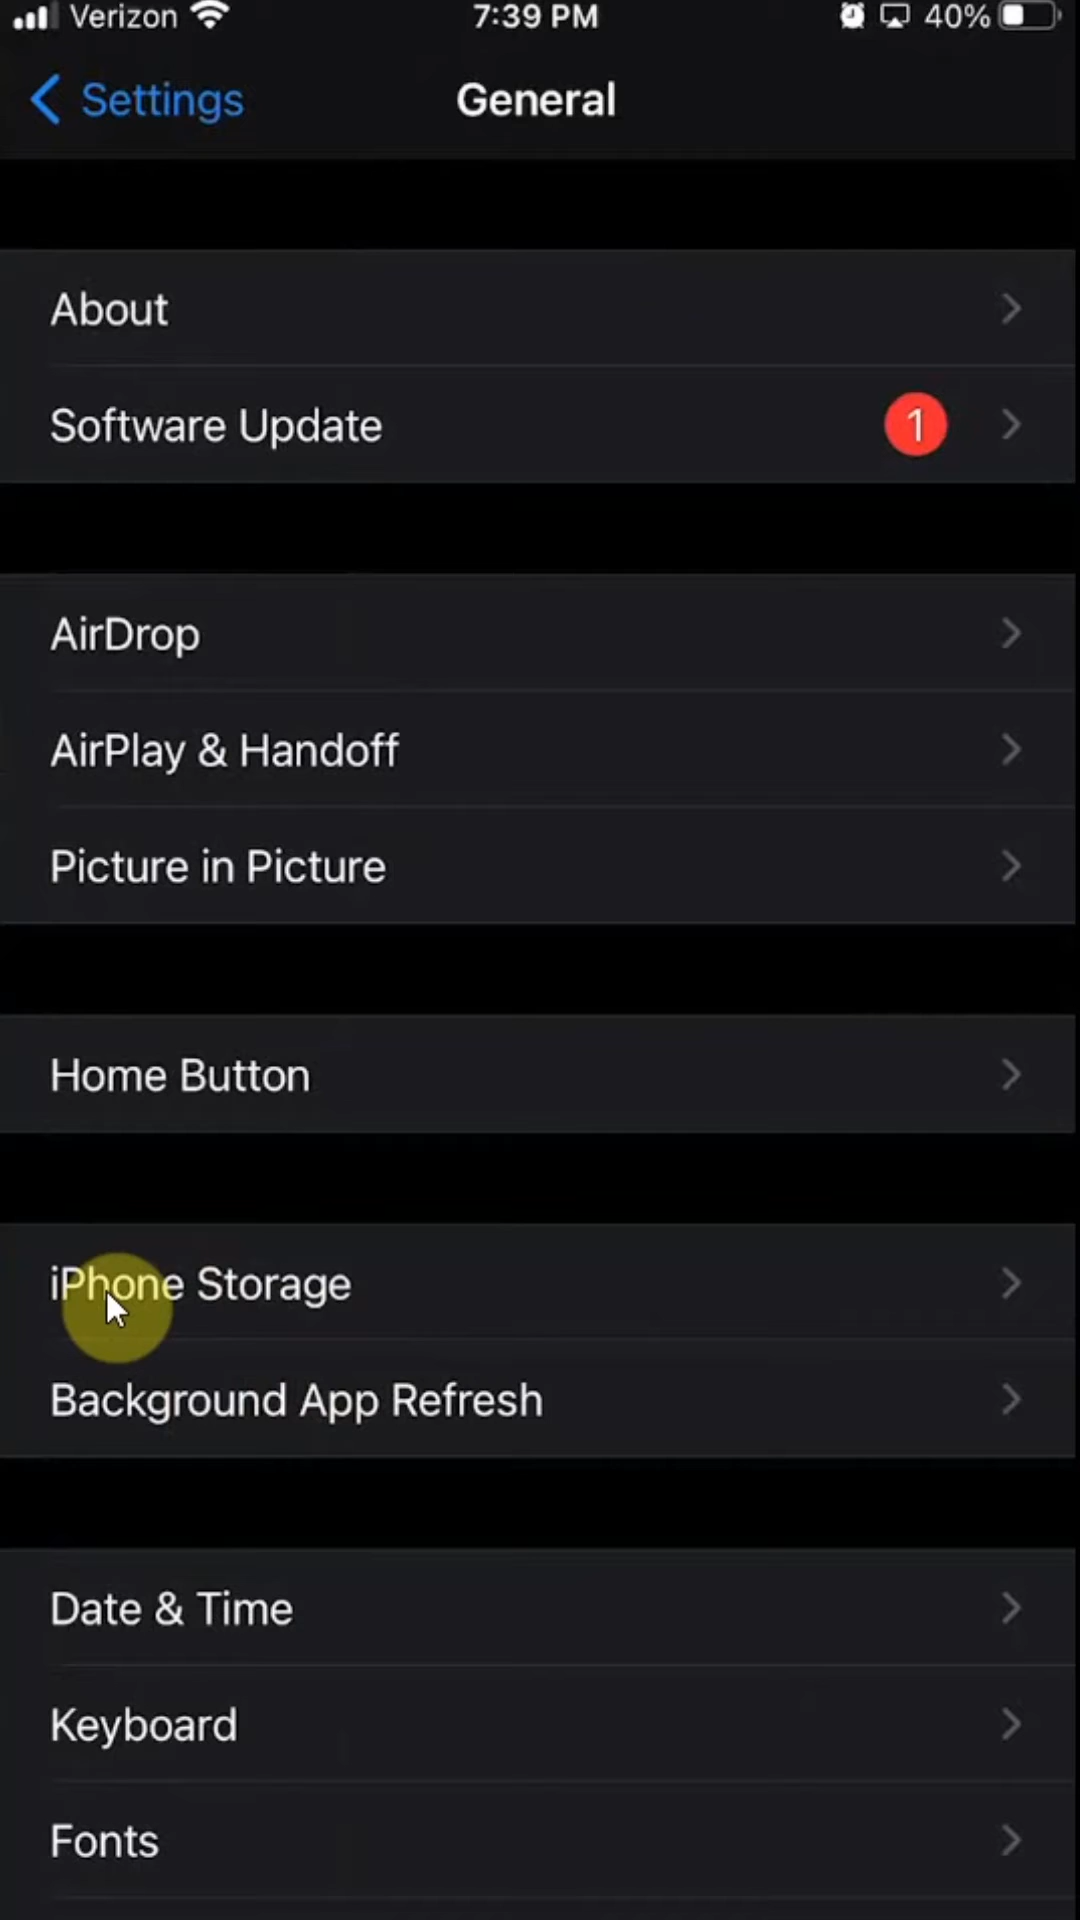 Verizon 7:39 PM 40%
Settings General
About
Software Update 1
AirDrop
AirPlay & Handoff
Picture in Picture
Home Button
iPhone Storage
Background App Refresh
Date & Time
Keyboard
Fonts